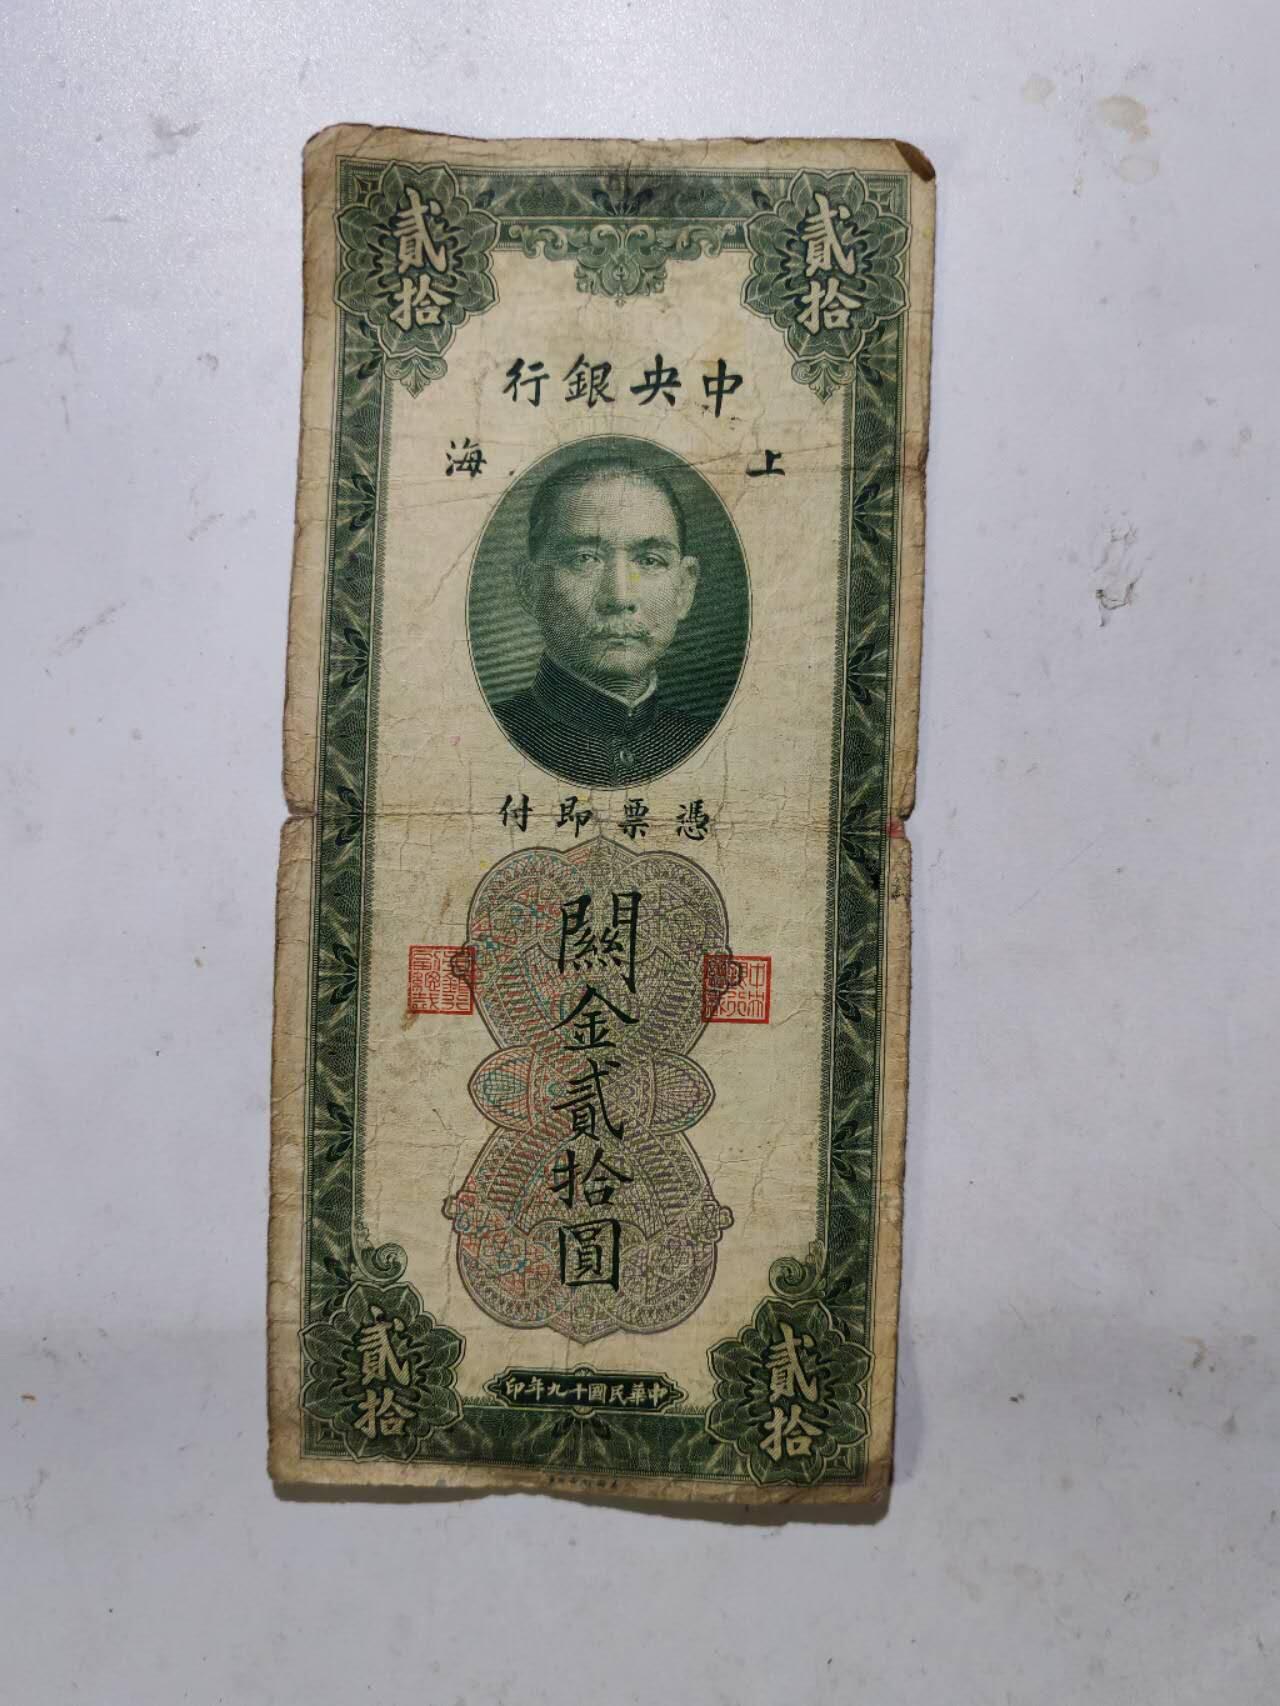 貳拾 貳拾
中央銀行
上海
憑票即付
關金貳拾圓
中華民國十九年印
貳拾 貳拾